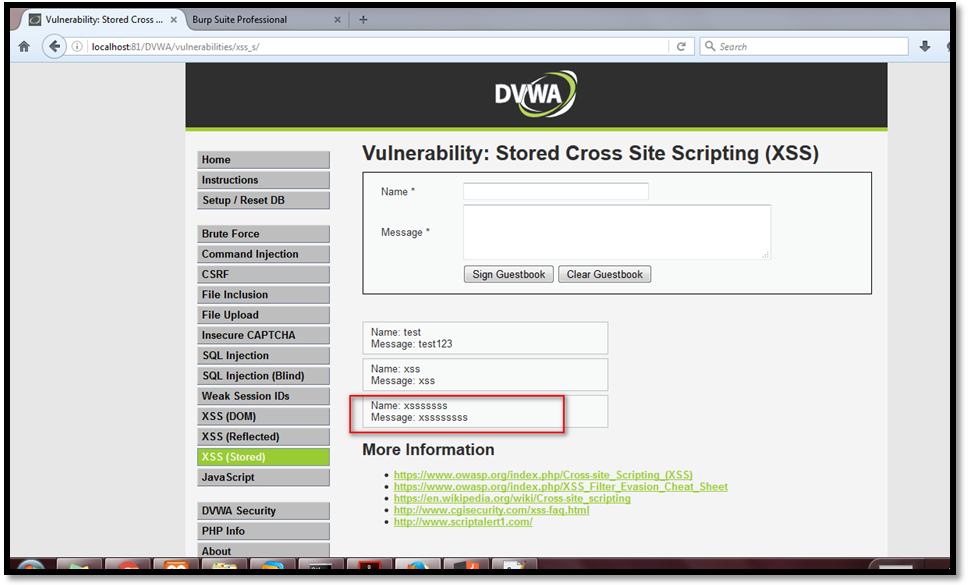 Vulnerability: Stored Cross ... ×
Burp Suite Professional ×
+
localhost:81/DVWA/vulnerabilities/xss_s/
Search
DVWA
Home
Instructions
Setup / Reset DB
Brute Force
Command Injection
CSRF
File Inclusion
File Upload
Insecure CAPTCHA
SQL Injection
SQL Injection (Blind)
Weak Session IDs
XSS (DOM)
XSS (Reflected)
XSS (Stored)
JavaScript
DVWA Security
PHP Info
About
Vulnerability: Stored Cross Site Scripting (XSS)
Name *
Message *
Sign Guestbook
Clear Guestbook
Name: test
Message: test123
Name: xss
Message: xss
Name: xsssssss
Message: xssssssss
More Information
https://www.owasp.org/index.php/Cross-site_Scripting_(XSS)
https://www.owasp.org/index.php/XSS_Filter_Evasion_Cheat_Sheet
https://en.wikipedia.org/wiki/Cross-site_scripting
http://www.cgisecurity.com/xss-faq.html
http://www.scriptalert1.com/